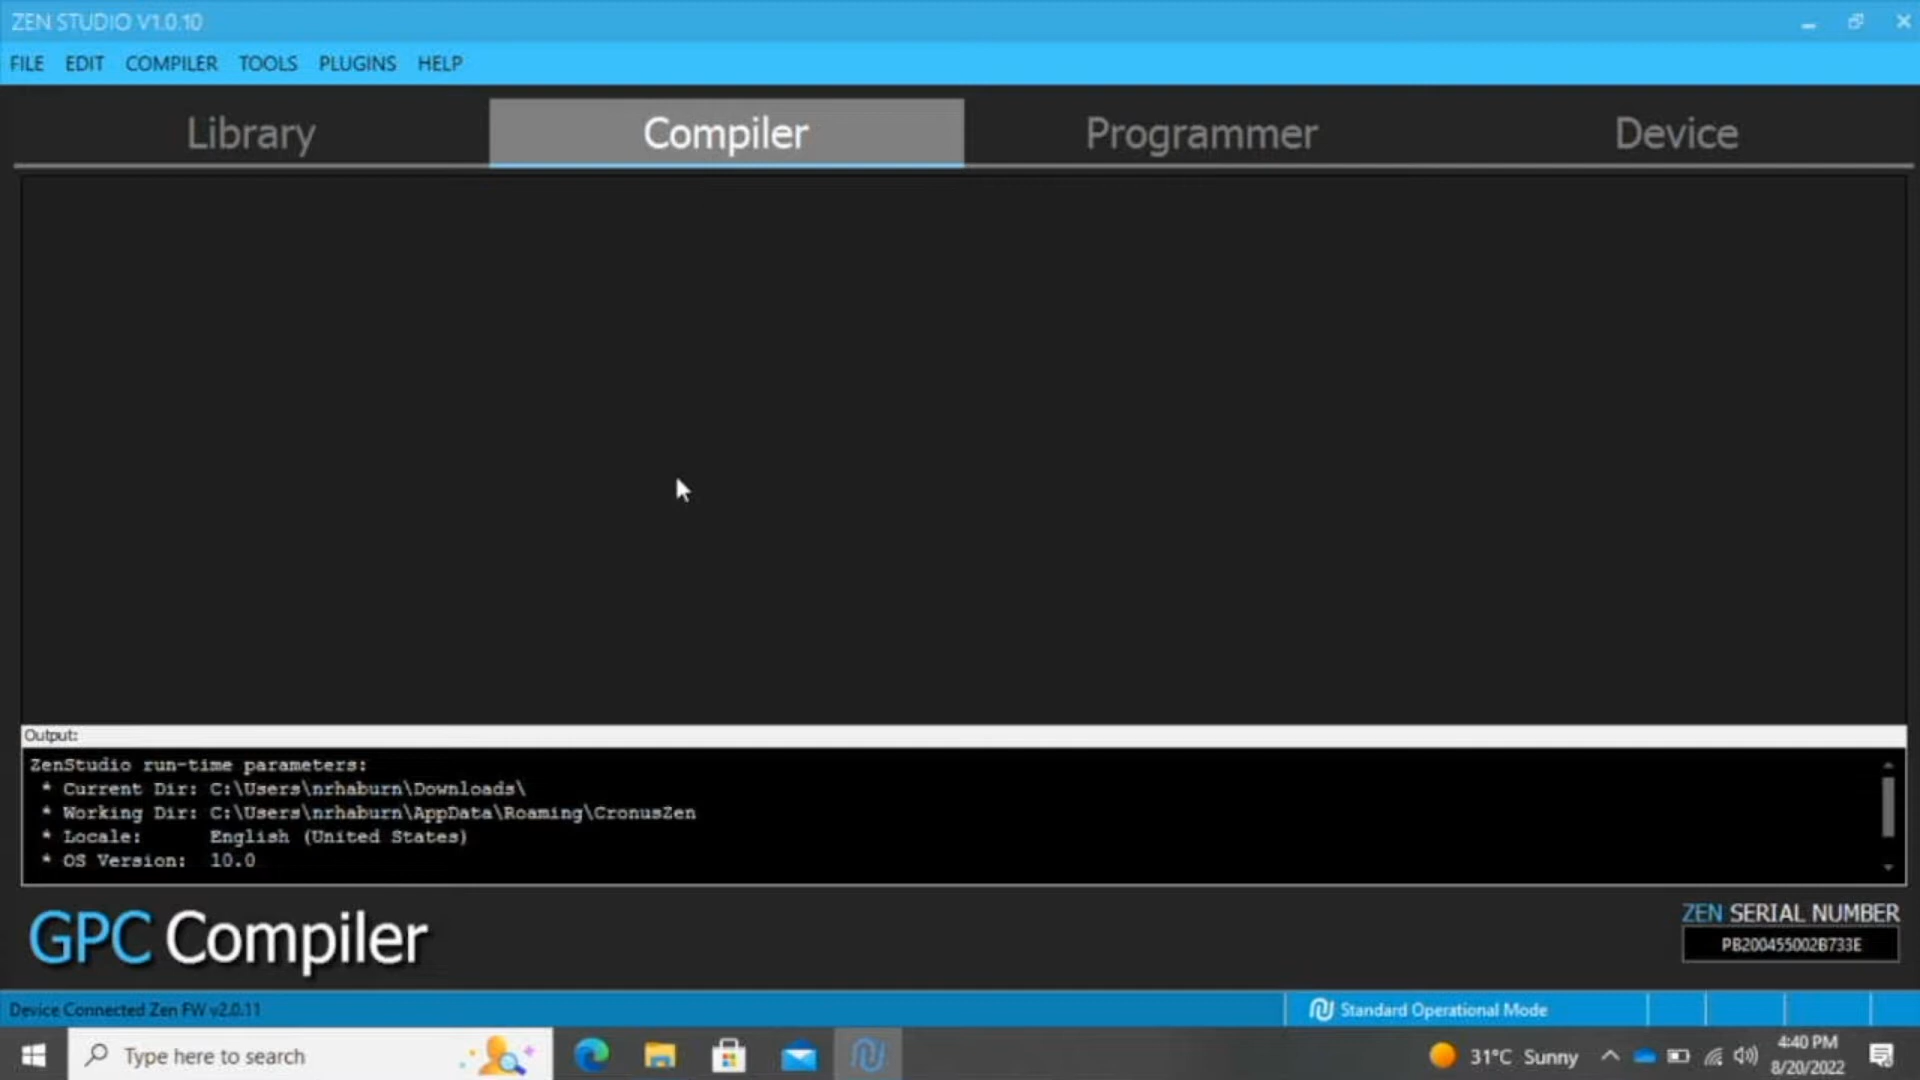 ZEN STUDIO V1.0.10
FILE EDIT COMPILER TOOLS PLUGINS HELP
Library Compiler Programmer Device
Output:
ZenStudio run-time parameters:
* Current Dir: C:\Users\nrhaburn\Downloads\
* Working Dir: C:\Users\nrhaburn\AppData\Roaming\CronusZen
* Locale: English (United States)
* OS Version: 10.0
GPC Compiler
ZEN SERIAL NUMBER
PB200455002B733E
Device Connected Zen FW v2.0.11
Standard Operational Mode
Type here to search
31°C Sunny
4:40 PM
8/20/2022